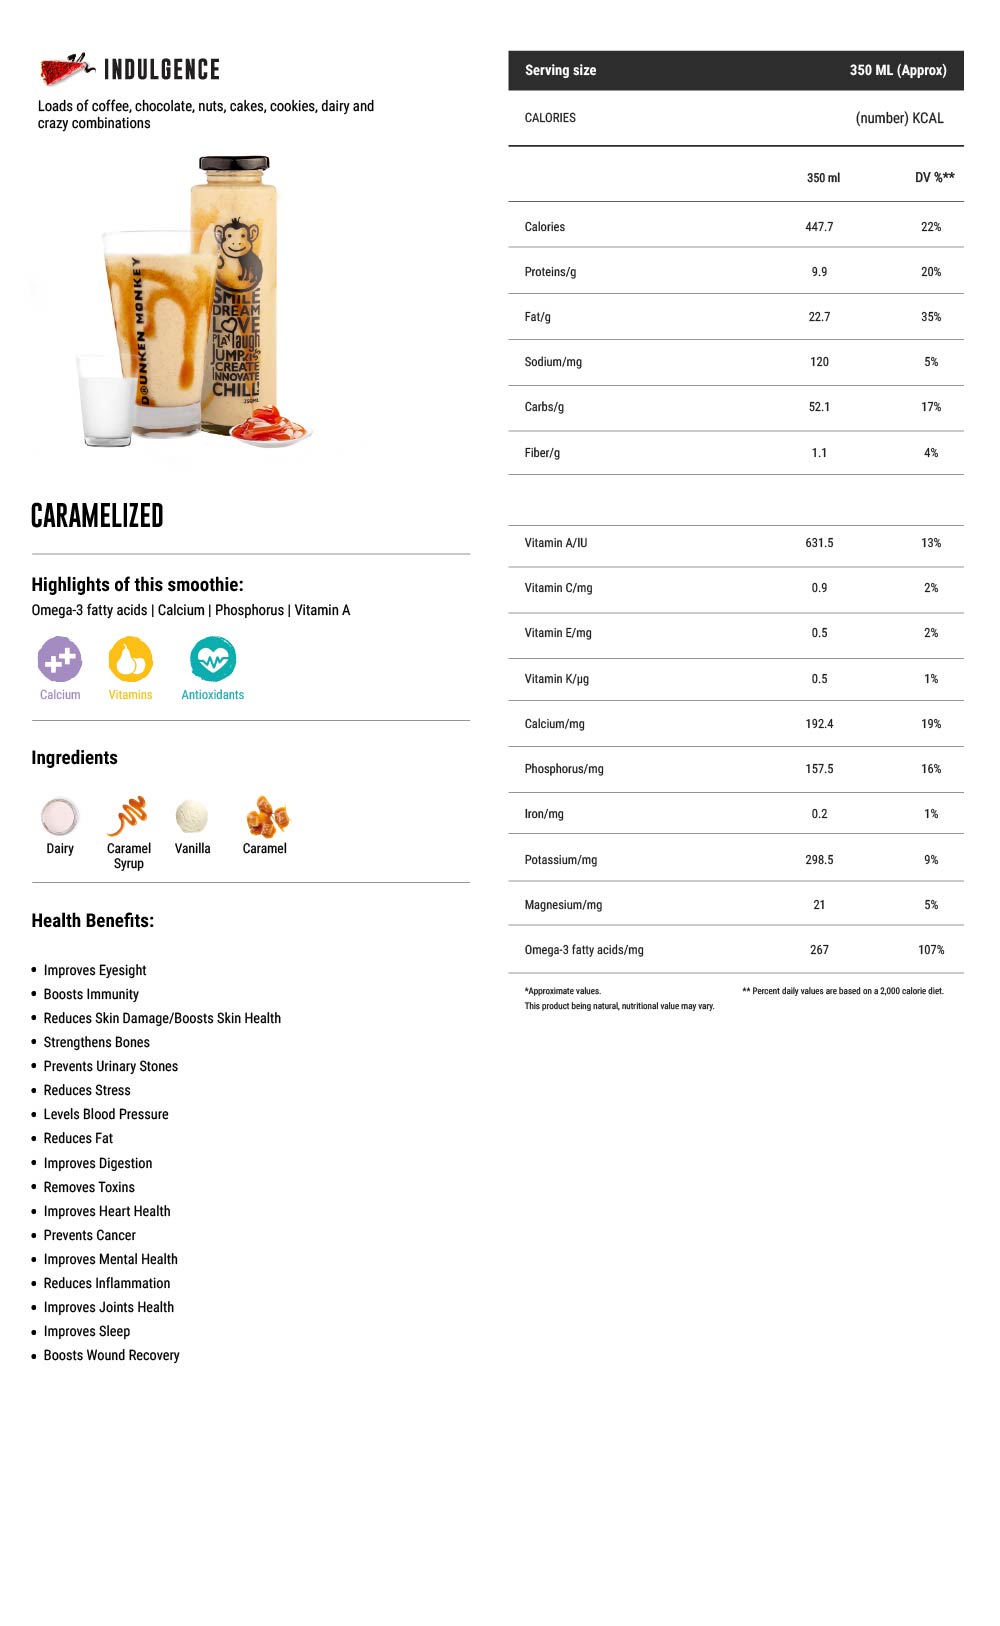 INDULGENCE
Loads of coffee, chocolate, nuts, cakes, cookies, dairy and
crazy combinations
DRUNKEN MONKEY
SMILE
DREAM
LOVE
PLAY laugh
JUMP KISS
CREATE
INNOVATE
CHILL
250ML
CARAMELIZED
Highlights of this smoothie:
Omega-3 fatty acids | Calcium | Phosphorus | Vitamin A
Calcium Vitamins Antioxidants
Ingredients
Dairy Caramel Syrup Vanilla Caramel
Health Benefits:
• Improves Eyesight
• Boosts Immunity
• Reduces Skin Damage/Boosts Skin Health
• Strengthens Bones
• Prevents Urinary Stones
• Reduces Stress
• Levels Blood Pressure
• Reduces Fat
• Improves Digestion
• Removes Toxins
• Improves Heart Health
• Prevents Cancer
• Improves Mental Health
• Reduces Inflammation
• Improves Joints Health
• Improves Sleep
• Boosts Wound Recovery
Serving size 350 ML (Approx)
CALORIES (number) KCAL
350 ml DV %**
Calories 447.7 22%
Proteins/g 9.9 20%
Fat/g 22.7 35%
Sodium/mg 120 5%
Carbs/g 52.1 17%
Fiber/g 1.1 4%
Vitamin A/IU 631.5 13%
Vitamin C/mg 0.9 2%
Vitamin E/mg 0.5 2%
Vitamin K/µg 0.5 1%
Calcium/mg 192.4 19%
Phosphorus/mg 157.5 16%
Iron/mg 0.2 1%
Potassium/mg 298.5 9%
Magnesium/mg 21 5%
Omega-3 fatty acids/mg 267 107%
*Approximate values. ** Percent daily values are based on a 2,000 calorie diet.
This product being natural, nutritional value may vary.